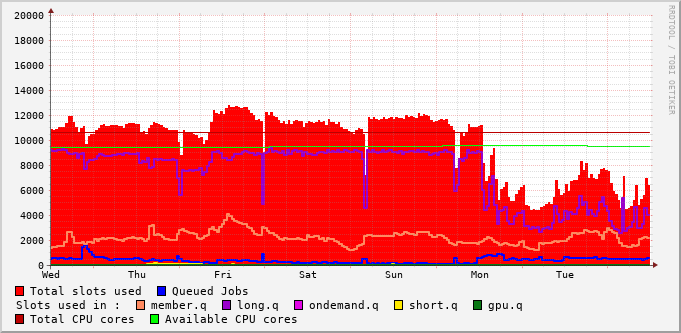 RRDTOOL / TOBI OETIKER
20000
18000
16000
14000
12000
10000
8000
6000
4000
2000
0
Wed Thu Fri Sat Sun Mon Tue
Total slots used Queued Jobs
Slots used in : member.q long.q ondemand.q short.q gpu.q
Total CPU cores Available CPU cores